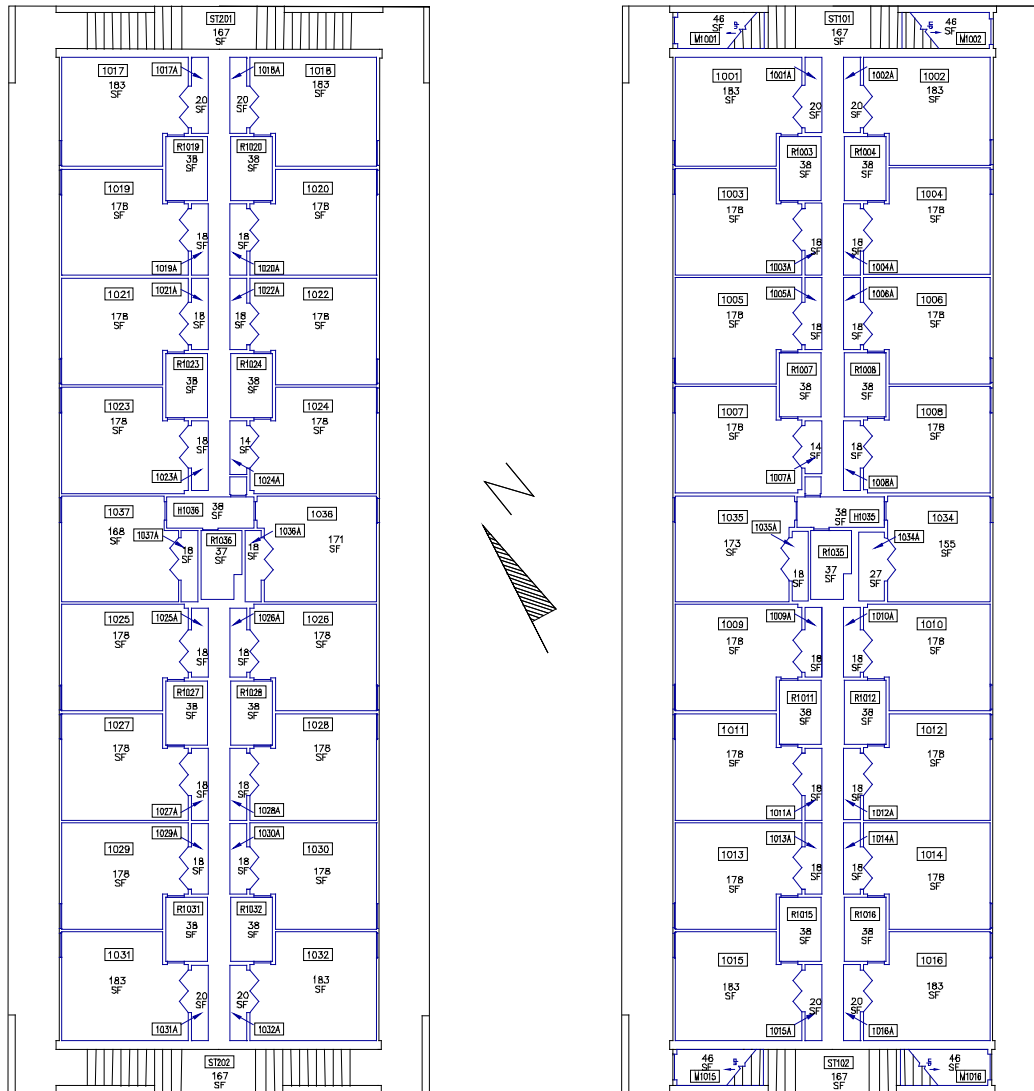 ST201
167
SF
1017
183
SF
1017A
20
SF
1018A
20
SF
1018
183
SF
R1019
38
SF
R1020
38
SF
1019
178
SF
18
SF
1019A
18
SF
1020A
1020
178
SF
1021
178
SF
1021A
18
SF
1022A
18
SF
1022
178
SF
R1023
38
SF
R1024
38
SF
1023
178
SF
18
SF
1023A
14
SF
1024A
1024
178
SF
1037
168
SF
1037A
18
SF
H1036
38
SF
R1036
37
SF
1036A
18
SF
1036
171
SF
1025
178
SF
1025A
18
SF
1026A
18
SF
1026
178
SF
R1027
38
SF
R1028
38
SF
1027
178
SF
18
SF
1027A
18
SF
1028A
1028
178
SF
1029
178
SF
1029A
18
SF
1030A
18
SF
1030
178
SF
R1031
38
SF
R1032
38
SF
1031
183
SF
20
SF
1031A
20
SF
1032A
1032
183
SF
ST202
167
SF
46
SF
M1001
ST101
167
SF
46
SF
M1002
1001
183
SF
1001A
20
SF
1002A
20
SF
1002
183
SF
R1003
38
SF
R1004
38
SF
1003
178
SF
18
SF
1003A
18
SF
1004A
1004
178
SF
1005
178
SF
1005A
18
SF
1006A
18
SF
1006
178
SF
R1007
38
SF
R1008
38
SF
1007
178
SF
14
SF
1007A
18
SF
1008A
1008
178
SF
1035
173
SF
1035A
18
SF
38
SF
H1035
R1035
37
SF
1034A
27
SF
1034
155
SF
1009
178
SF
1009A
18
SF
1010A
18
SF
1010
178
SF
R1011
38
SF
R1012
38
SF
1011
178
SF
18
SF
1011A
18
SF
1012A
1012
178
SF
1013
178
SF
1013A
18
SF
1014A
18
SF
1014
178
SF
R1015
38
SF
R1016
38
SF
1015
183
SF
20
SF
1015A
20
SF
1016A
1016
183
SF
46
SF
M1015
ST102
167
SF
46
SF
M1016